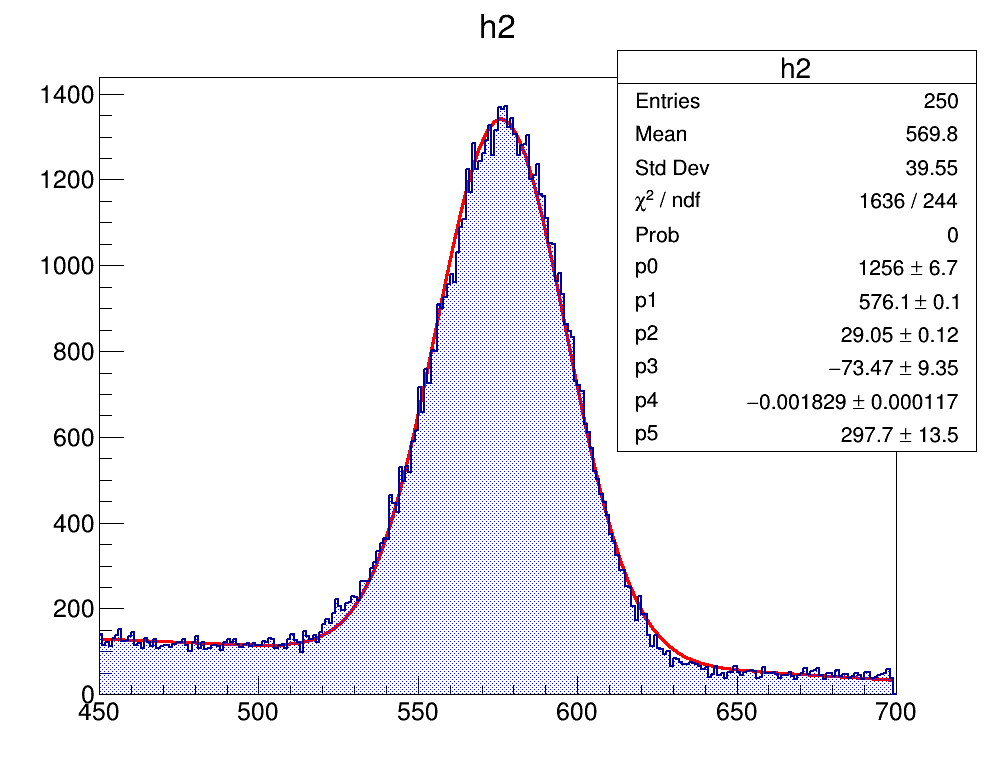 h2
h2
Entries 250
Mean 569.8
Std Dev 39.55
χ² / ndf 1636 / 244
Prob 0
p0 1256 ± 6.7
p1 576.1 ± 0.1
p2 29.05 ± 0.12
p3 −73.47 ± 9.35
p4 −0.001829 ± 0.000117
p5 297.7 ± 13.5
1400
1200
1000
800
600
400
200
0
450 500 550 600 650 700